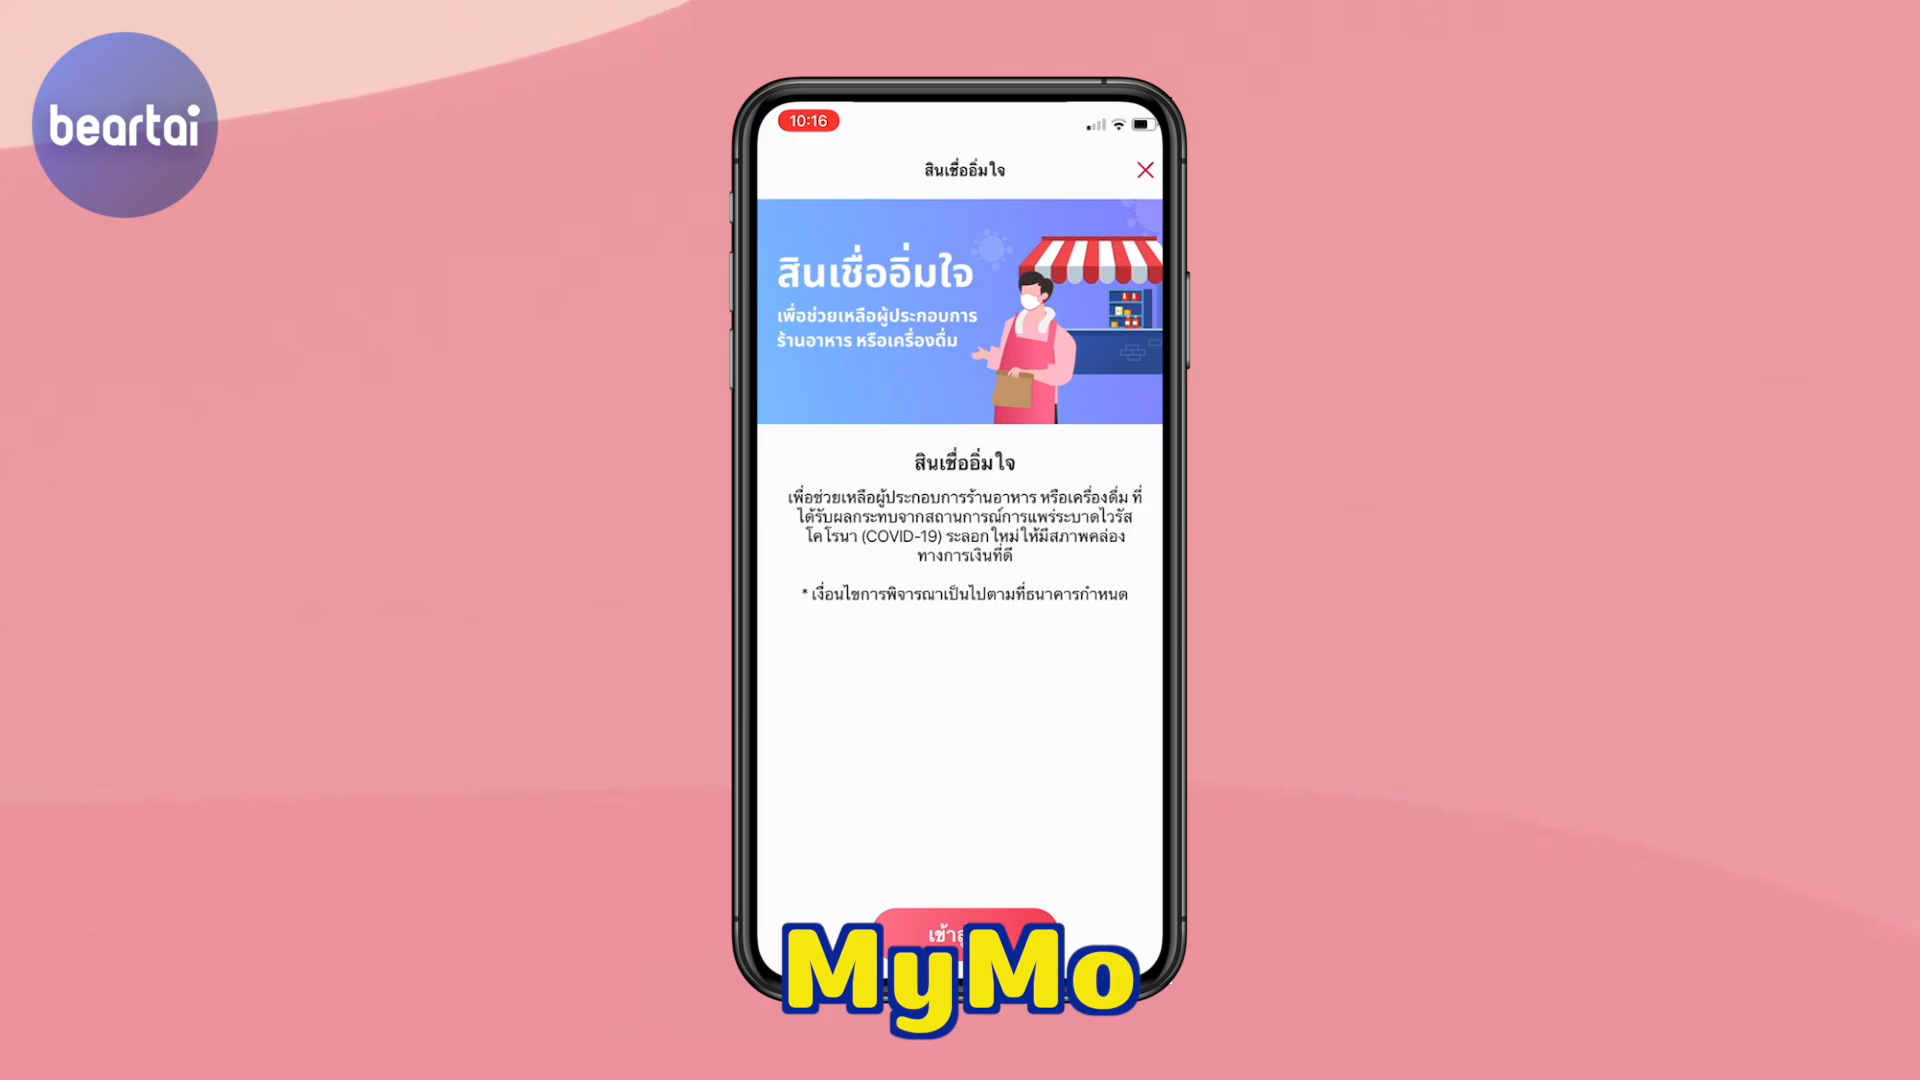 beartai
10:16
สินเชื่ออิ่มใจ
สินเชื่ออิ่มใจ
เพื่อช่วยเหลือผู้ประกอบการ
ร้านอาหาร หรือเครื่องดื่ม
สินเชื่ออิ่มใจ
เพื่อช่วยเหลือผู้ประกอบการร้านอาหาร หรือเครื่องดื่ม ที่
ได้รับผลกระทบจากสถานการณ์การแพร่ระบาดไวรัส
โคโรนา (COVID-19) ระลอกใหม่ให้มีสภาพคล่อง
ทางการเงินที่ดี
* เงื่อนไขการพิจารณาเป็นไปตามที่ธนาคารกำหนด
MyMo